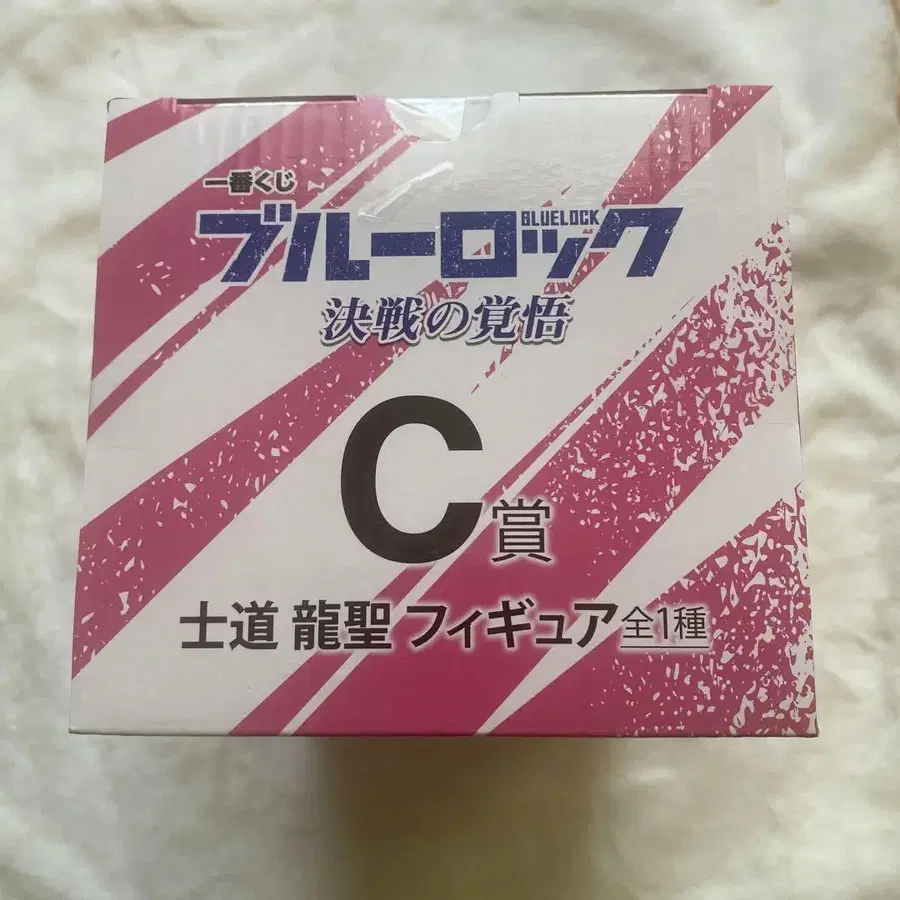 一番くじ
ブルーロック
BLUELOCK
決戦の覚悟
C賞
士道 龍聖 フィギュア 全1種